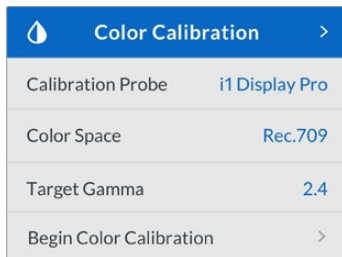 Color Calibration
Calibration Probe i1 Display Pro
Color Space Rec.709
Target Gamma 2.4
Begin Color Calibration